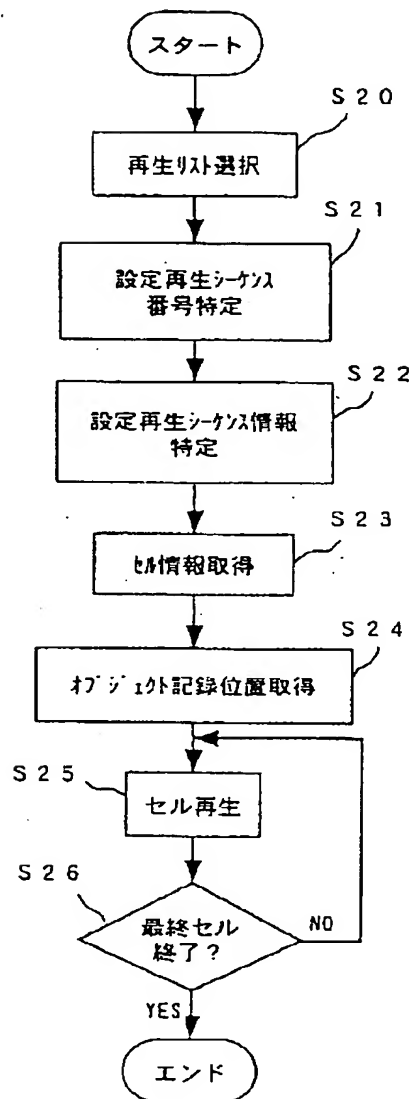 スタート
S20
再生ﾘｽﾄ選択
S21
設定再生ｼｰｹﾝｽ
番号特定
S22
設定再生ｼｰｹﾝｽ情報
特定
S23
ｾﾙ情報取得
S24
ｵﾌﾞｼﾞｪｸﾄ記録位置取得
S25
セル再生
S26
最終セル
終了?
NO
YES
エンド